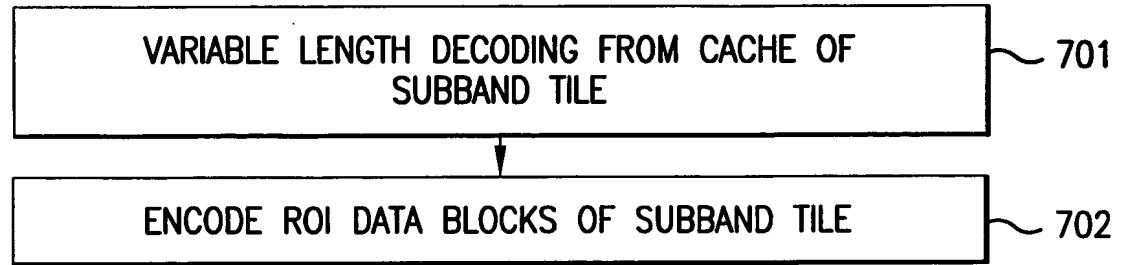 VARIABLE LENGTH DECODING FROM CACHE OF
SUBBAND TILE
701
ENCODE ROI DATA BLOCKS OF SUBBAND TILE
702